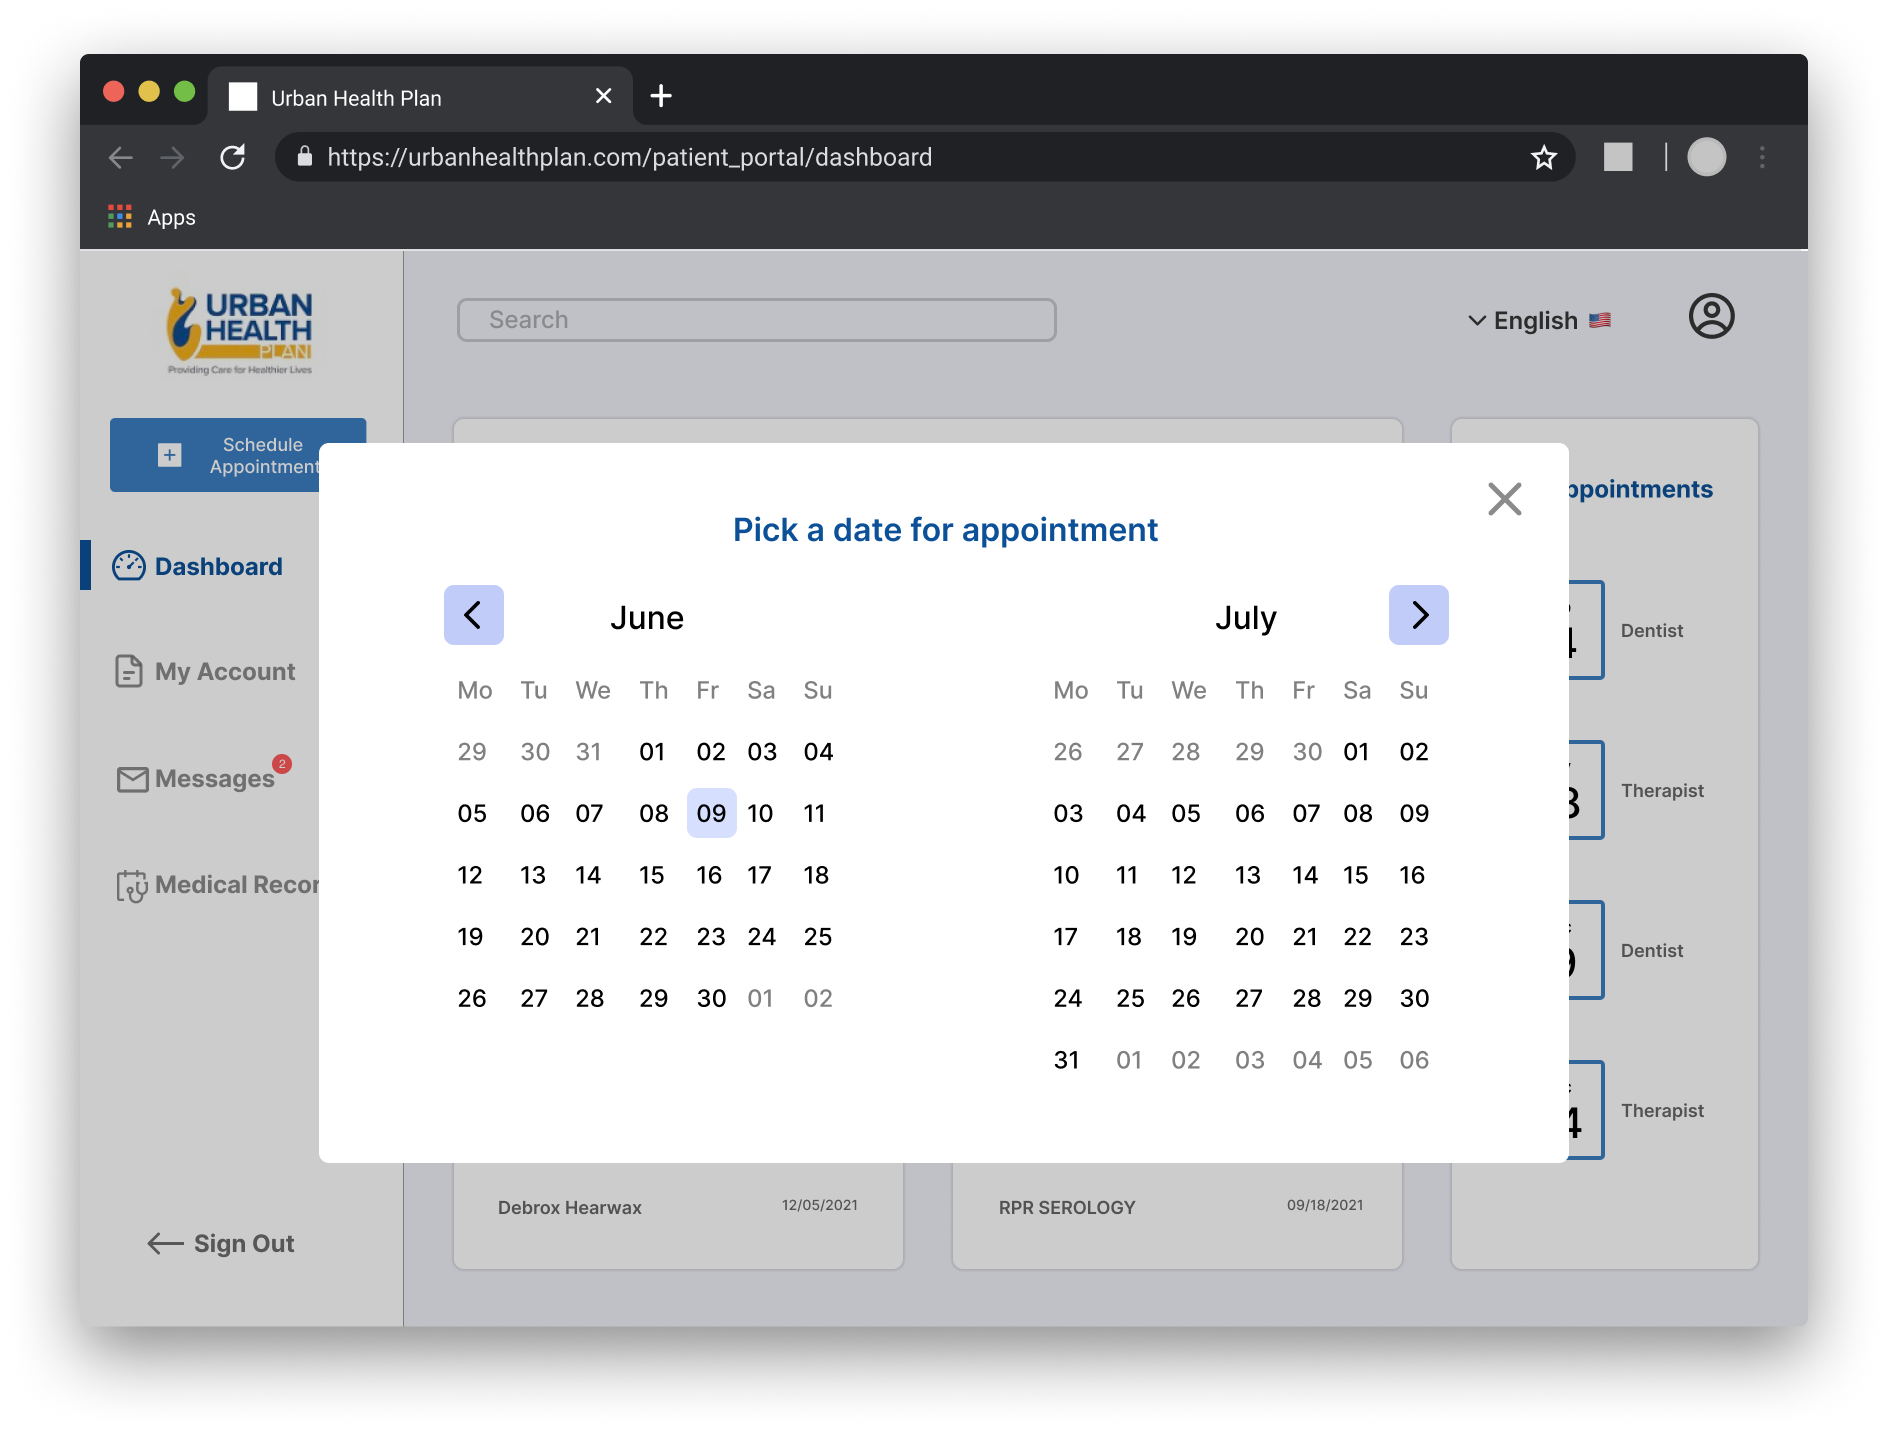 Urban Health Plan
https://urbanhealthplan.com/patient_portal/dashboard
Apps
URBAN
HEALTH
PLAN
Providing Care for Healthier Lives
Search
English
Schedule
Appointment
Dashboard
My Account
Messages
2
Medical
Sign Out
Pick a date for appointment
June
Mo Tu We Th Fr Sa Su
29 30 31 01 02 03 04
05 06 07 08 09 10 11
12 13 14 15 16 17 18
19 20 21 22 23 24 25
26 27 28 29 30 01 02
July
Mo Tu We Th Fr Sa Su
26 27 28 29 30 01 02
03 04 05 06 07 08 09
10 11 12 13 14 15 16
17 18 19 20 21 22 23
24 25 26 27 28 29 30
31 01 02 03 04 05 06
Debrox Hearwax 12/05/2021
RPR SEROLOGY 09/18/2021
ppointments
Dentist
Therapist
Dentist
Therapist